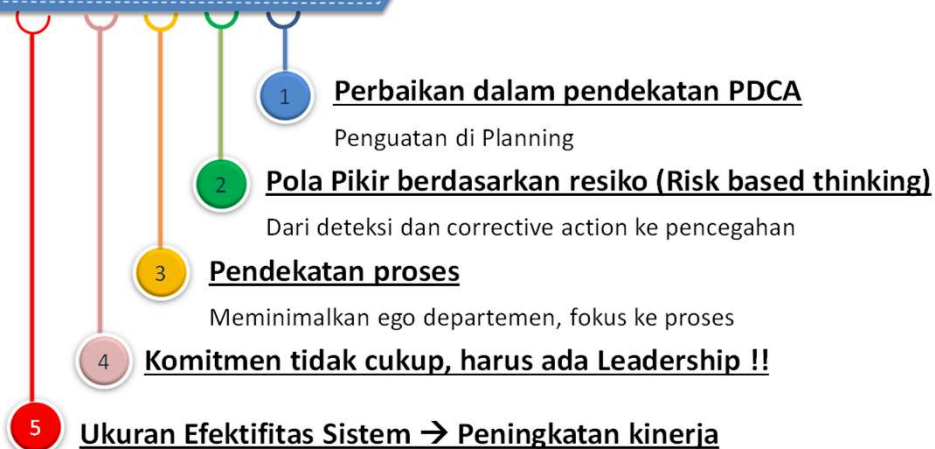 1
Perbaikan dalam pendekatan PDCA
Penguatan di Planning
2
Pola Pikir berdasarkan resiko (Risk based thinking)
Dari deteksi dan corrective action ke pencegahan
3
Pendekatan proses
Meminimalkan ego departemen, fokus ke proses
4
Komitmen tidak cukup, harus ada Leadership !!
5
Ukuran Efektifitas Sistem → Peningkatan kinerja